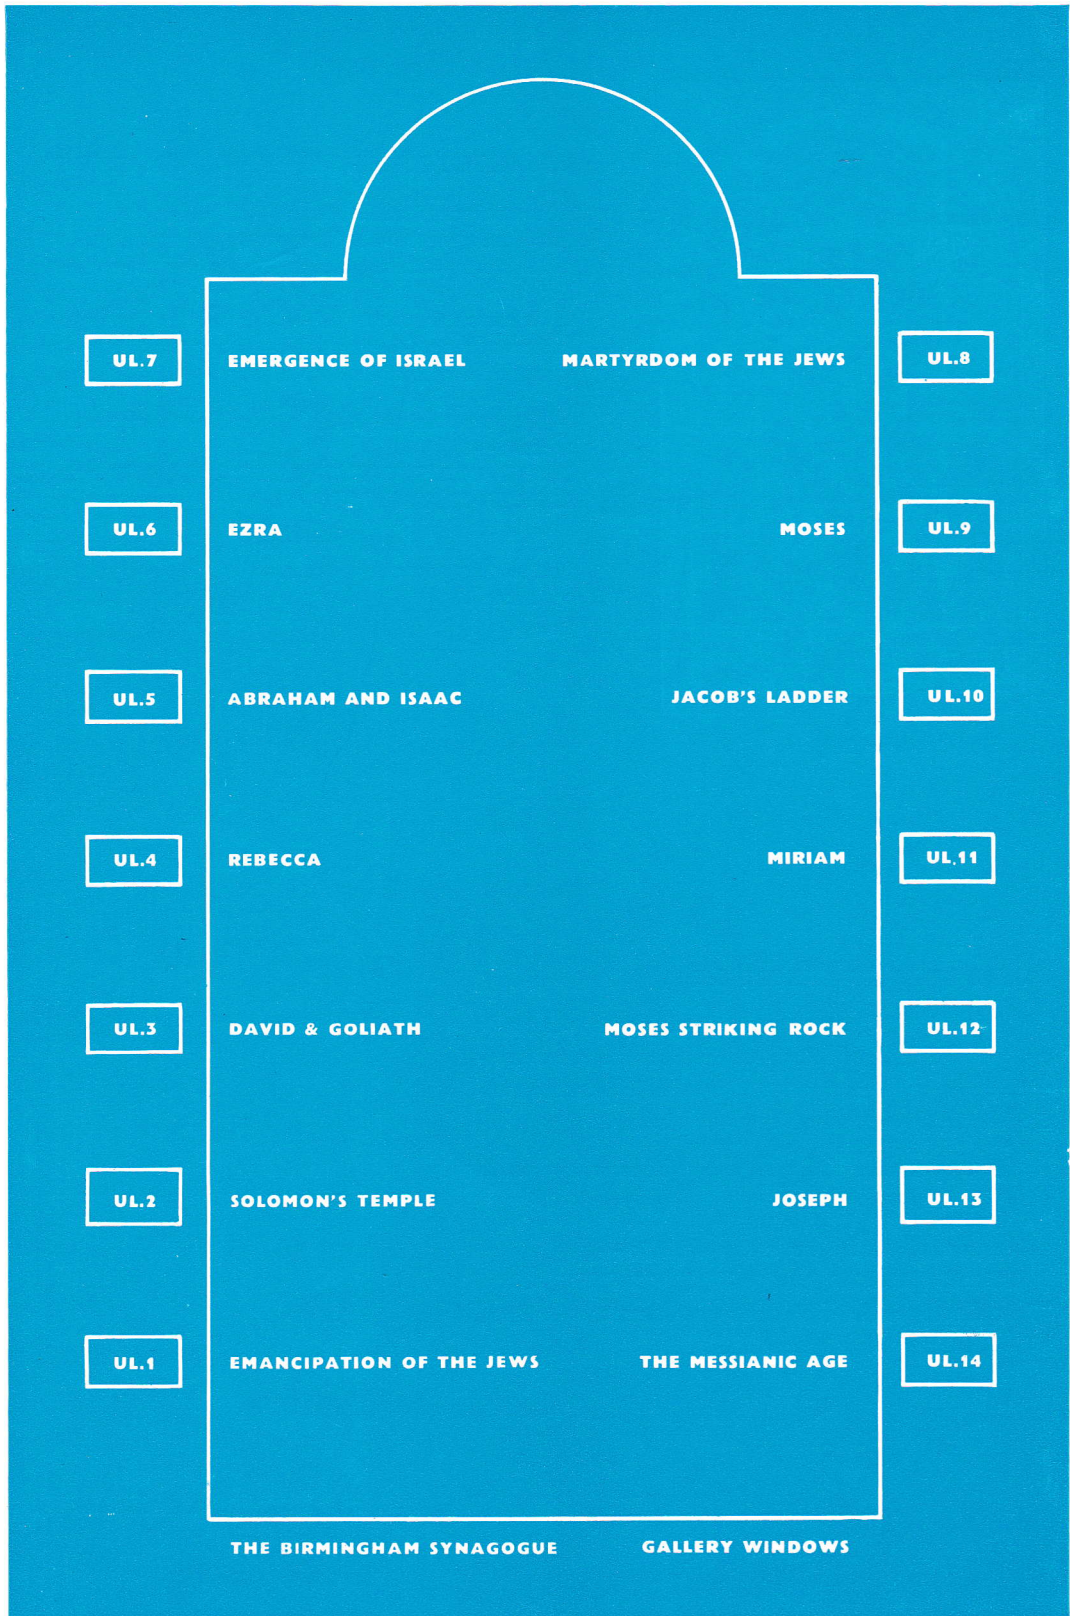 UL.7 EMERGENCE OF ISRAEL MARTYRDOM OF THE JEWS UL.8
UL.6 EZRA MOSES UL.9
UL.5 ABRAHAM AND ISAAC JACOB'S LADDER UL.10
UL.4 REBECCA MIRIAM UL.11
UL.3 DAVID & GOLIATH MOSES STRIKING ROCK UL.12
UL.2 SOLOMON'S TEMPLE JOSEPH UL.13
UL.1 EMANCIPATION OF THE JEWS THE MESSIANIC AGE UL.14
THE BIRMINGHAM SYNAGOGUE GALLERY WINDOWS